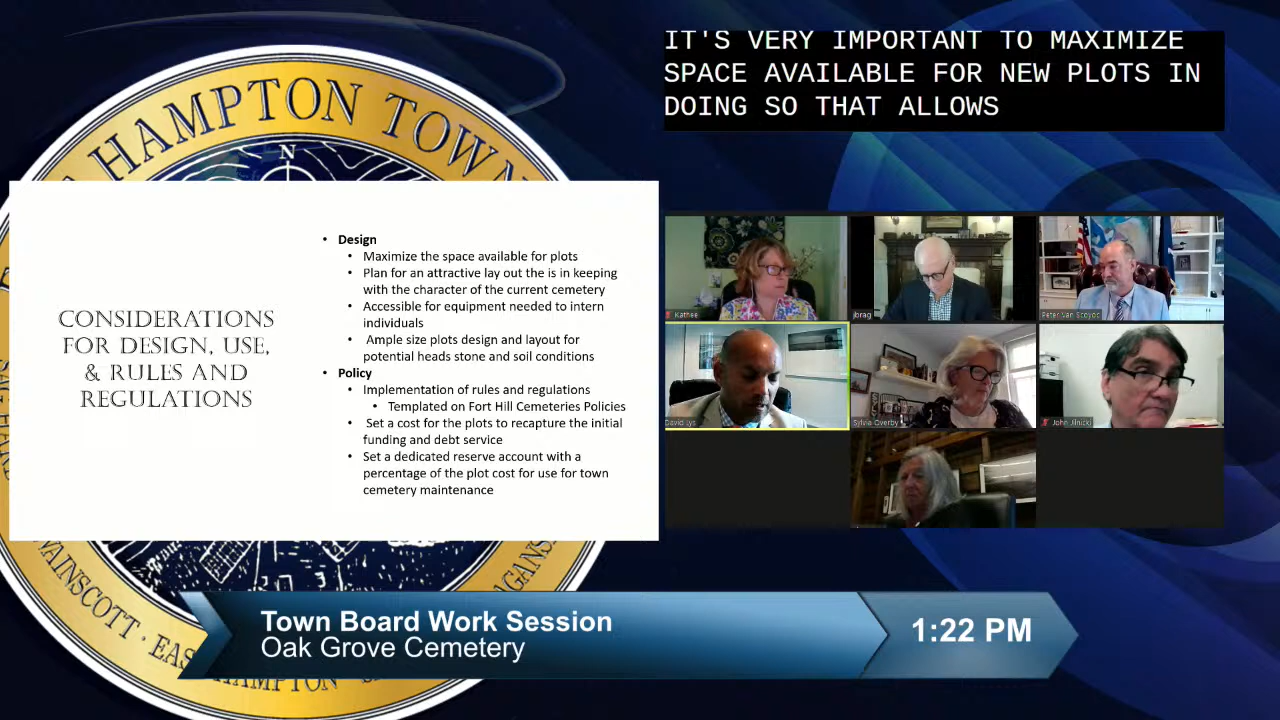 IT'S VERY IMPORTANT TO MAXIMIZE
SPACE AVAILABLE FOR NEW PLOTS IN
DOING SO THAT ALLOWS
HAMPTON TOWN
N
CONSIDERATIONS
FOR DESIGN, USE,
& RULES AND
REGULATIONS
• Design
• Maximize the space available for plots
• Plan for an attractive lay out the is in keeping
with the character of the current cemetery
• Accessible for equipment needed to intern
individuals
• Ample size plots design and layout for
potential heads stone and soil conditions
• Policy
• Implementation of rules and regulations
• Templated on Fort Hill Cemeteries Policies
• Set a cost for the plots to recapture the initial
funding and debt service
• Set a dedicated reserve account with a
percentage of the plot cost for use for town
cemetery maintenance
Kathee
jbrag
Peter Van Scoyoc
David Lys
Sylvia Overby
John Jilnicki
WAINSCOTT · EAS
HAMPTON
AGANS
Town Board Work Session
Oak Grove Cemetery
1:22 PM